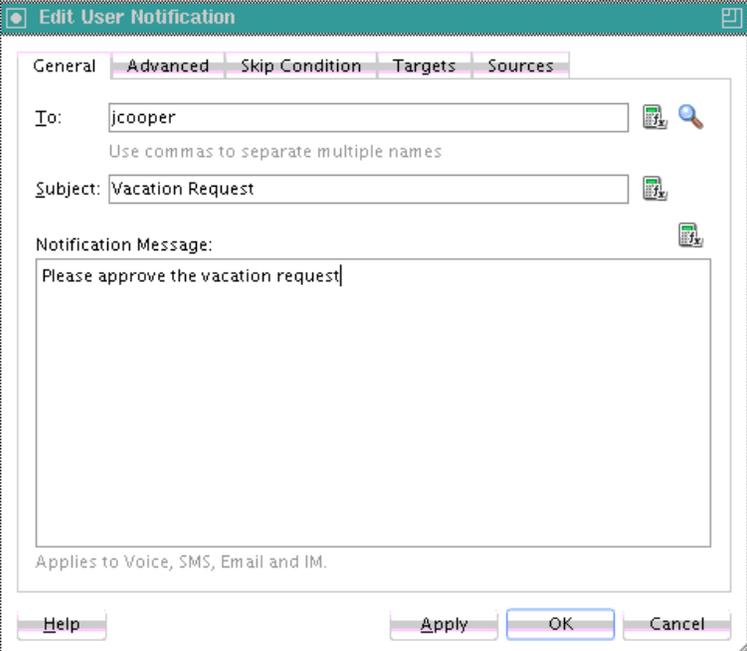 Edit User Notification
General Advanced Skip Condition Targets Sources
To: jcooper
Use commas to separate multiple names
Subject: Vacation Request
Notification Message:
Please approve the vacation request
Applies to Voice, SMS, Email and IM.
Help Apply OK Cancel